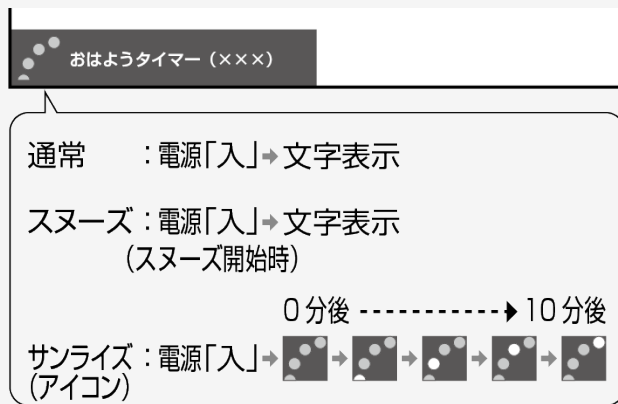 おはようタイマー（×××）
通常　：電源「入」➔文字表示
スヌーズ：電源「入」➔文字表示
（スヌーズ開始時）
0分後 ----------▶ 10分後
サンライズ：電源「入」➔ ➔ ➔ ➔ ➔
（アイコン）